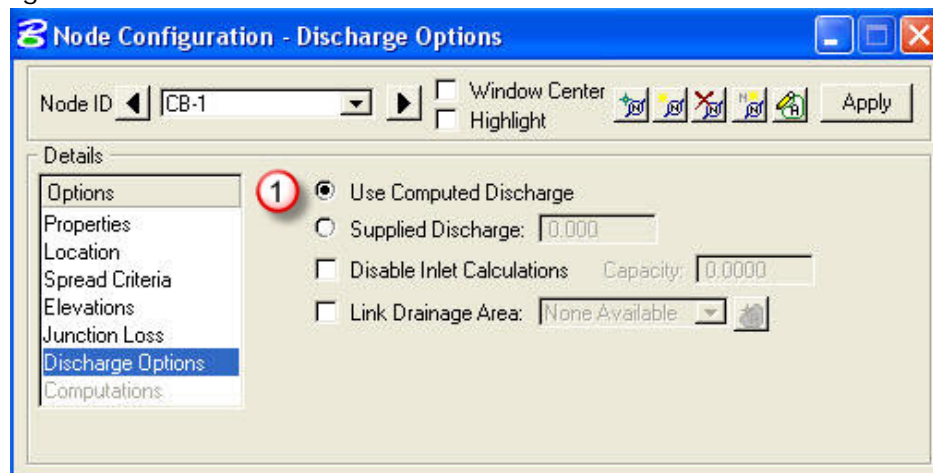 Node Configuration - Discharge Options
Node ID CB-1 Window Center
Highlight
Apply
Details
Options
Properties
Location
Spread Criteria
Elevations
Junction Loss
Discharge Options
Computations
1 Use Computed Discharge
Supplied Discharge: 0.000
Disable Inlet Calculations Capacity: 0.0000
Link Drainage Area: None Available